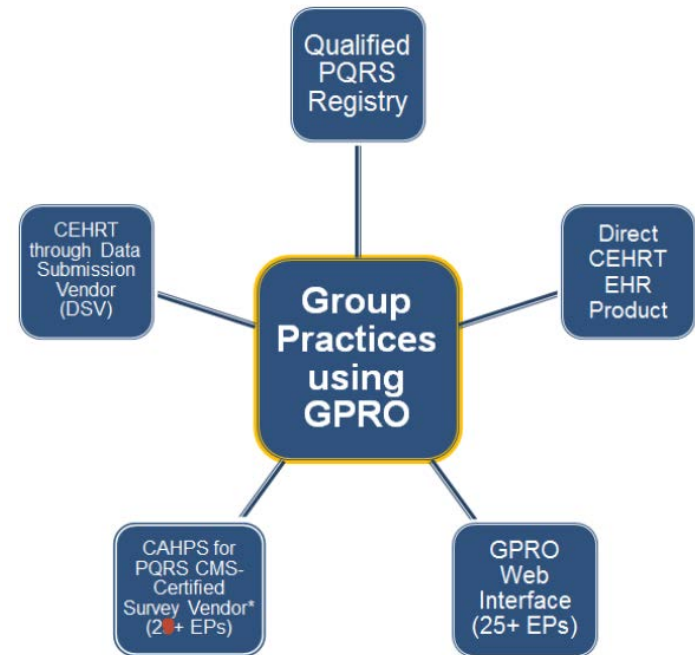 Qualified
PQRS
Registry
CEHRT
through Data
Submission
Vendor
(DSV)
Direct
CEHRT
EHR
Product
Group
Practices
using
GPRO
CAHPS for
PQRS CMS-
Certified
Survey Vendor*
EPs)
GPRO
Web
Interface
(25+ EPs)